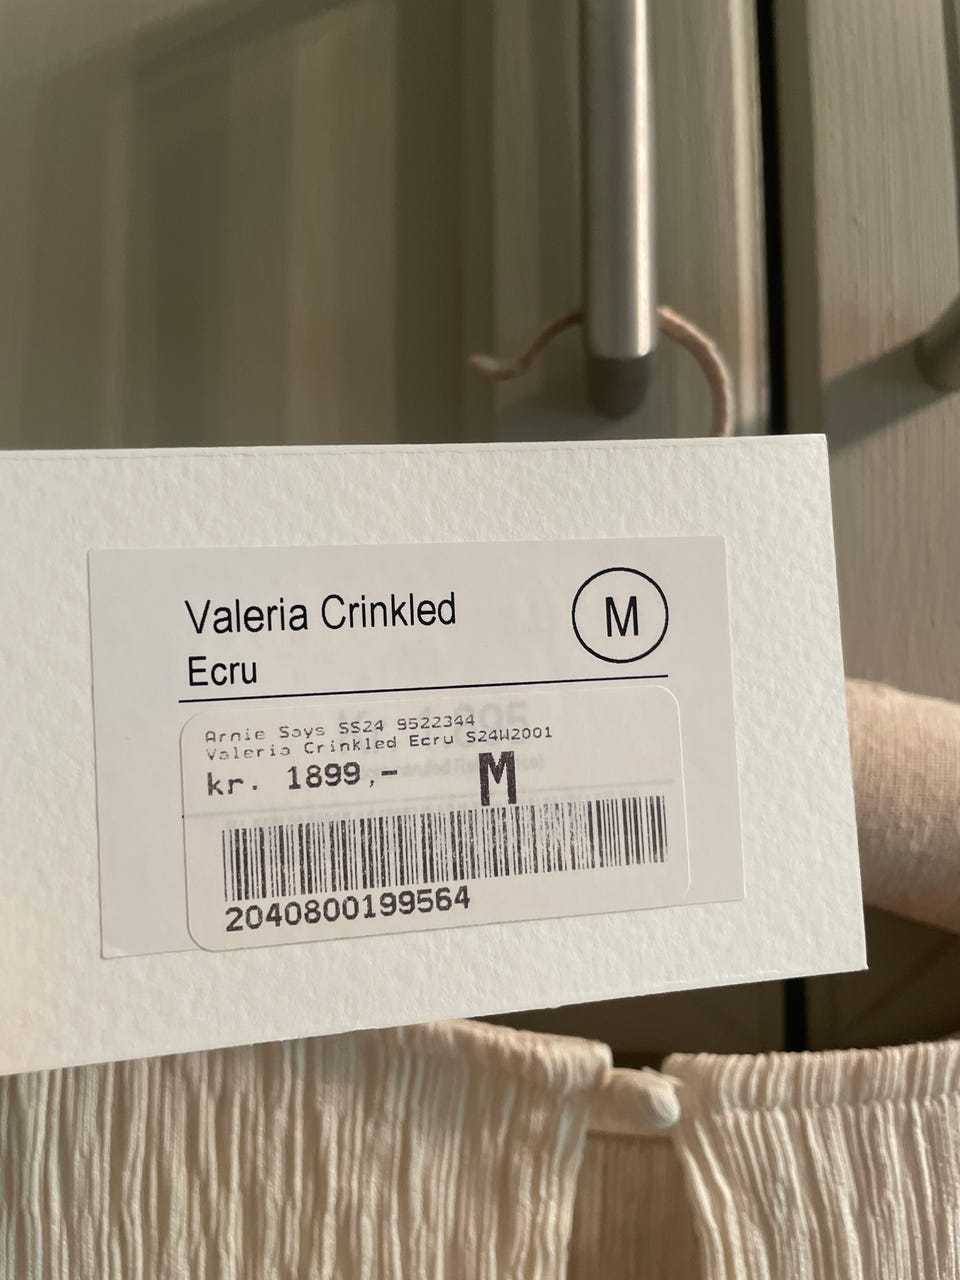 Valeria Crinkled
M
Ecru
Arnie Says SS24 9522344
Valeria Crinkled Ecru S24W2001
kr. 1899,-
M
2040800199564